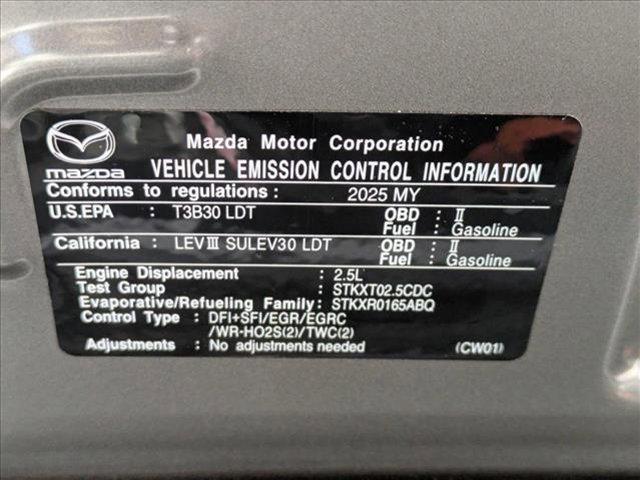 Mazda Motor Corporation
mazda VEHICLE EMISSION CONTROL INFORMATION
Conforms to regulations : 2025 MY
U.S.EPA : T3B30 LDT OBD : II
Fuel : Gasoline
California : LEV III SULEV30 LDT OBD : II
Fuel : Gasoline
Engine Displacement : 2.5L
Test Group : STKXT02.5CDC
Evaporative/Refueling Family: STKXR0165ABQ
Control Type : DFI+SFI/EGR/EGRC
/WR-HO2S(2)/TWC(2)
Adjustments : No adjustments needed (CW01)